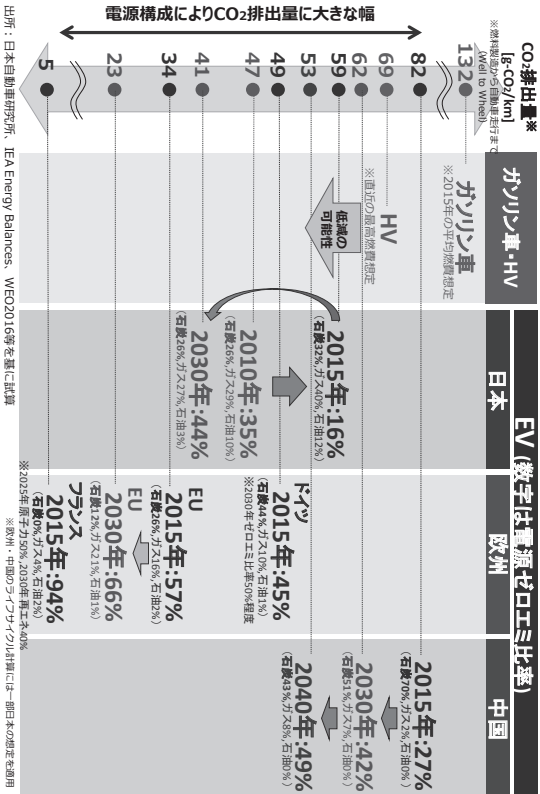 CO₂排出量※
[g-CO₂/km]
※燃料製造から自動車走行まで
(Well to Wheel)
132
82
69
62
59
53
49
47
41
34
23
5
電源構成によりCO₂排出量に大きな幅
ガソリン車・HV
ガソリン車
※2015年の平均燃費想定
HV
※直近の最高燃費想定
低減の
可能性
EV (数字は電源ゼロエミ比率)
日本
2015年:16%
(石炭32%,ガス40%,石油12%)
2010年:35%
(石炭26%,ガス29%,石油10%)
2030年:44%
(石炭26%,ガス27%,石油3%)
欧州
ドイツ
2015年:45%
(石炭44%,ガス10%,石油1%)
※2030年ゼロエミ比率50%程度
EU
2015年:57%
(石炭26%,ガス16%,石油2%)
EU
2030年:66%
(石炭12%,ガス21%,石油1%)
フランス
2015年:94%
(石炭0%,ガス4%,石油2%)
※2025年原子力50%,2030年再エネ40%
中国
2015年:27%
(石炭70%,ガス2%,石油0%)
2030年:42%
(石炭51%,ガス7%,石油0%)
2040年:49%
(石炭43%,ガス8%,石油0%)
※欧州・中国のライフサイクル計算には一部日本の想定を適用
出所：日本自動車研究所、IEA Energy Balances、WEO2016等を基に試算